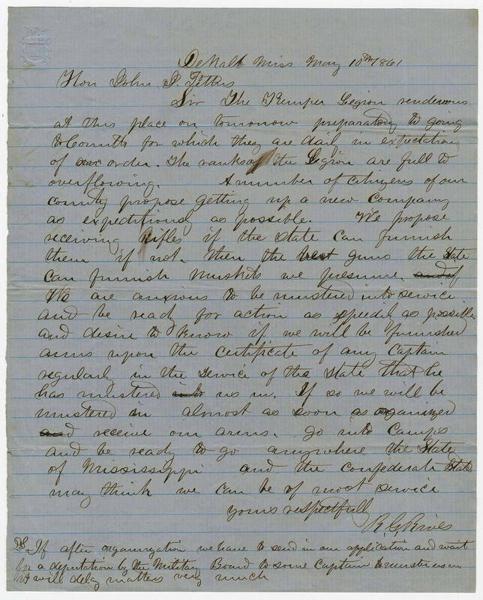 DeKalb Miss May 10th 1861
Hon John J. Pettus
Sir The Kemper Legion rendevous
at this place on tomorrow preparatory to going
to Corinth for which they are daily in expectation
of an order. The ranks of the Legion are full to
overflowing. A number of citizens of our
county propose getting up a new company
as expeditiously as possible. We propose
receiving Rifles if the State can furnish
them if not. then the best guns the State
can furnish Muskets we presume. and if
We are anxious to be mustered into service
and be ready for action as speedy as possible
and desire to know if we will be furnished
arms upon the certificate of any Captain
regularly in the service of the State that he
has mustered into us in. If so we will be
mustered in almost as soon as organized
and receive our arms. go into Camps
and be ready to go anywhere the State
of Mississippi and the Confederate States
may think we can be of most service
yours respectfull
R. G. Rives
PS If after organization we have to send in our application and wait
for a deputation by the Military Board to some Captain to muster us in
it will delay matters very much